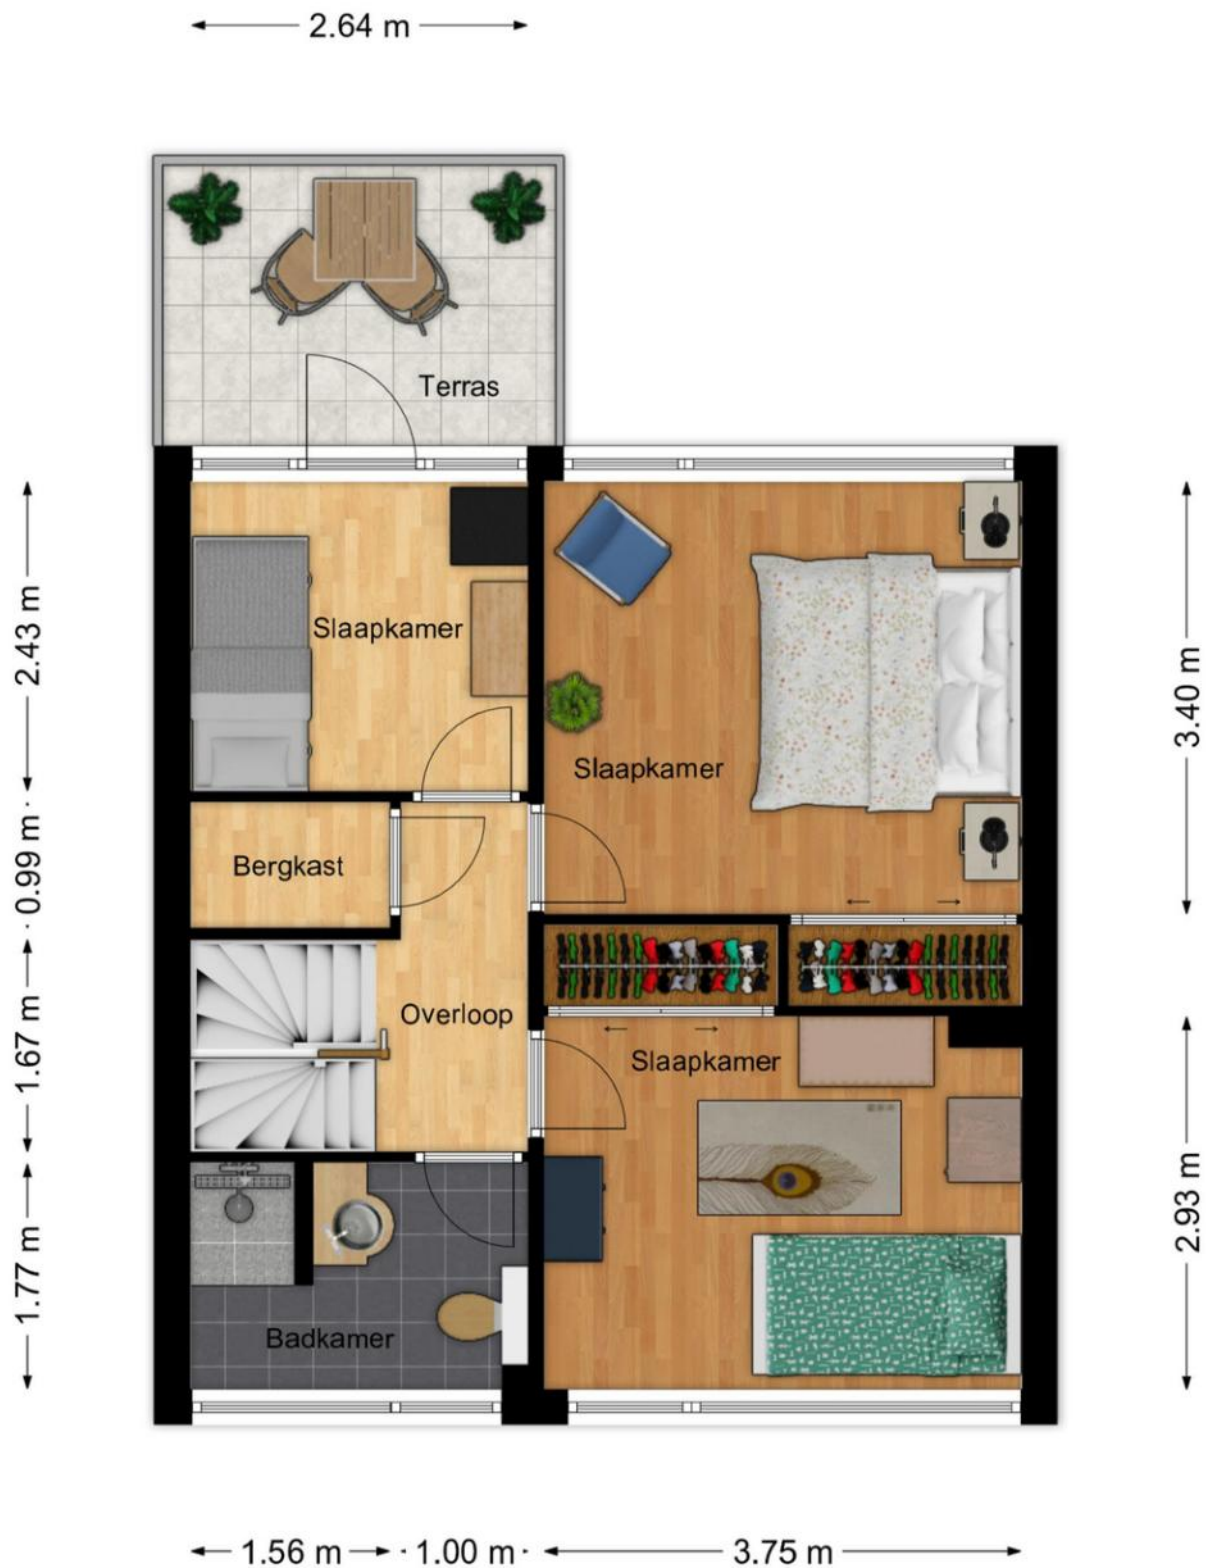 2.64 m
Terras
Slaapkamer
2.43 m
Slaapkamer
3.40 m
Bergkast
0.99 m
Overloop
1.67 m
Slaapkamer
2.93 m
1.77 m
Badkamer
1.56 m
1.00 m
3.75 m